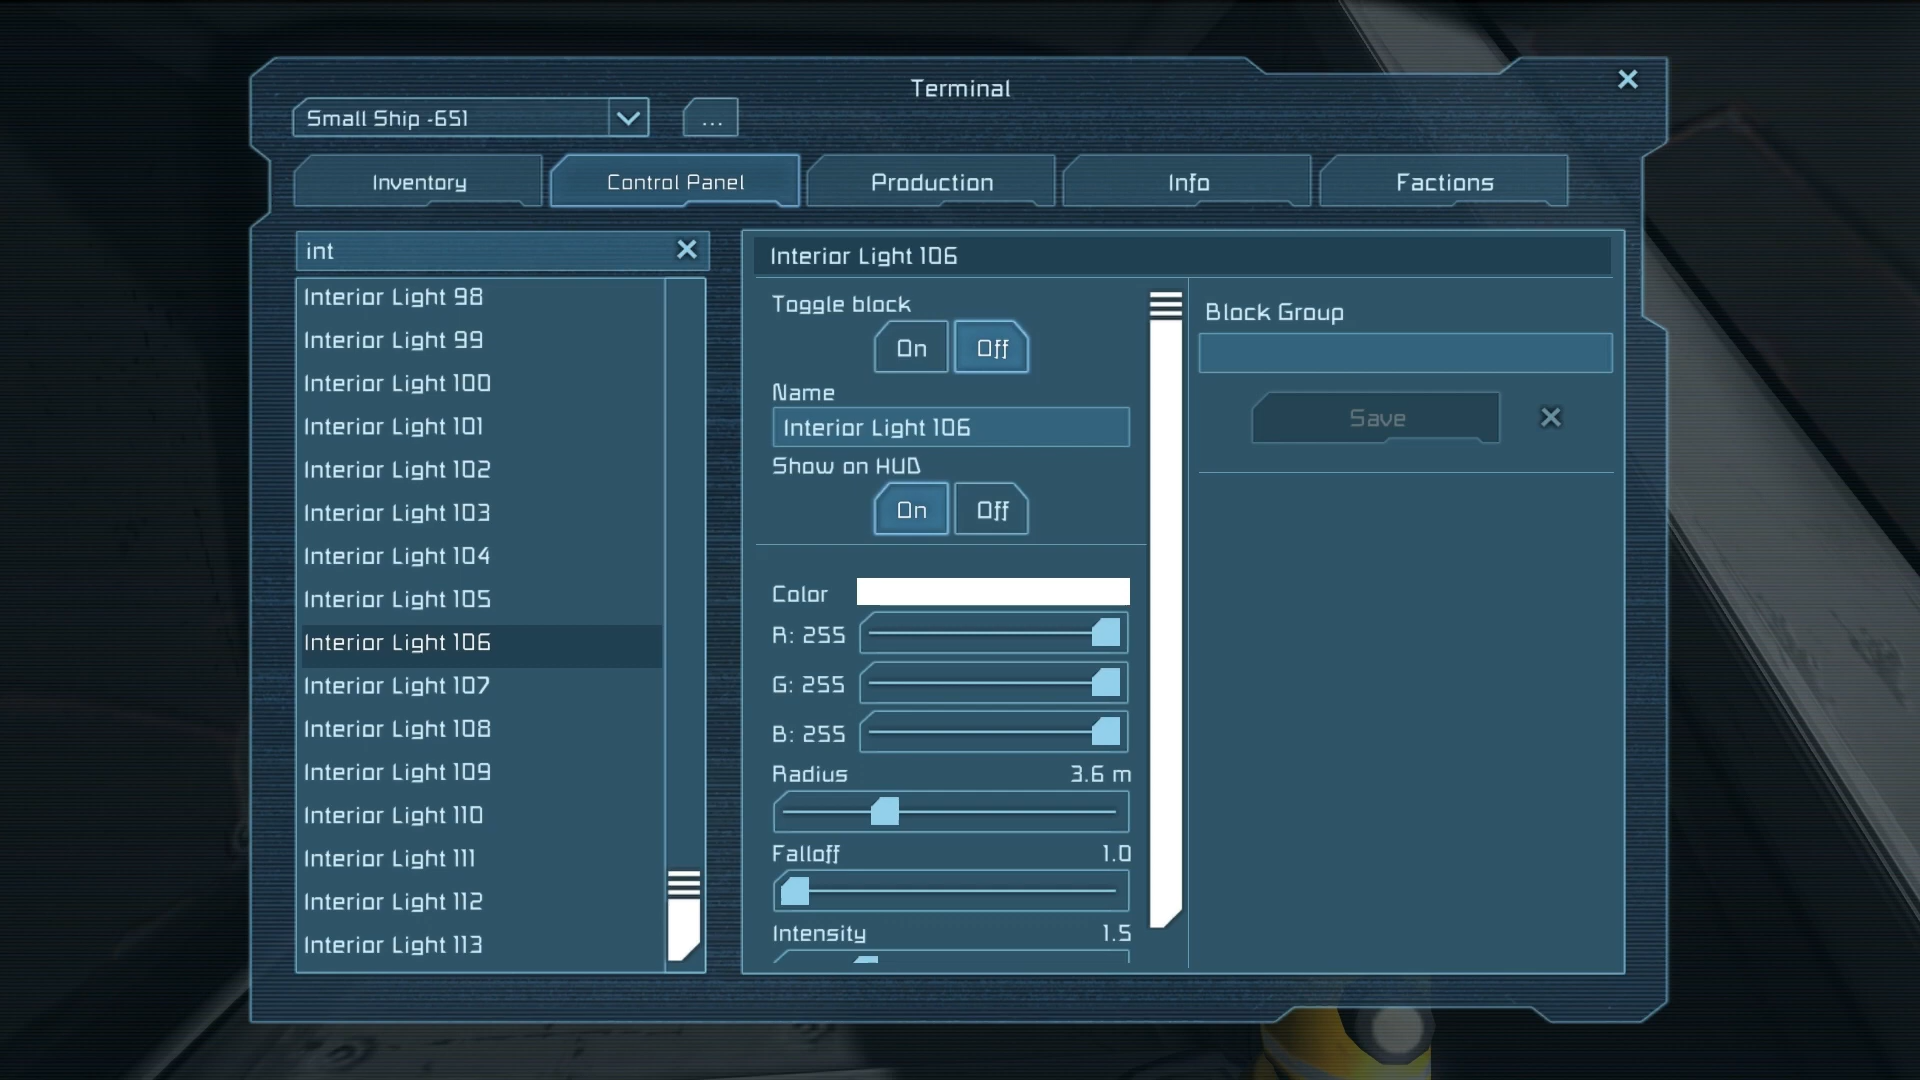 Terminal
Small Ship -651
...
Inventory
Control Panel
Production
Info
Factions
int
Interior Light 98
Interior Light 99
Interior Light 100
Interior Light 101
Interior Light 102
Interior Light 103
Interior Light 104
Interior Light 105
Interior Light 106
Interior Light 107
Interior Light 108
Interior Light 109
Interior Light 110
Interior Light 111
Interior Light 112
Interior Light 113
Interior Light 106
Toggle block
On Off
Name
Interior Light 106
Show on HUD
On Off
Color
R: 255
G: 255
B: 255
Radius 3.6 m
Falloff 1.0
Intensity 1.5
Block Group
Save